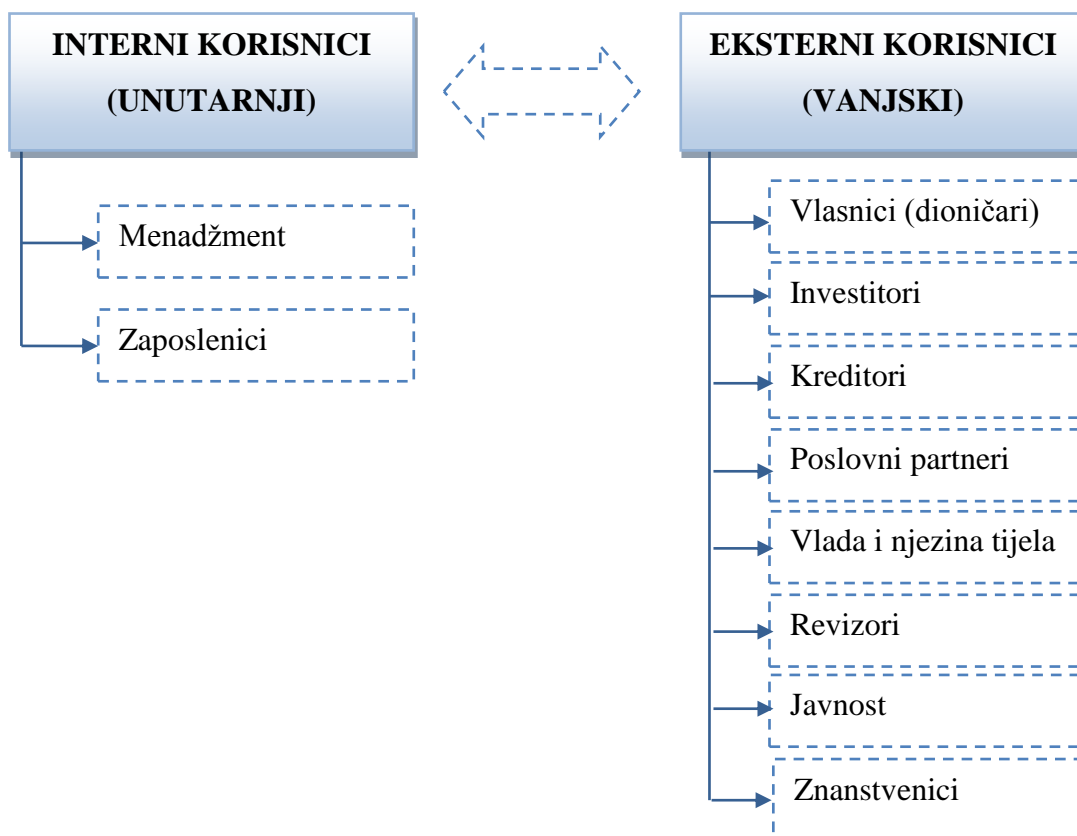 INTERNI KORISNICI
(UNUTARNJI)
Menadžment
Zaposlenici
EKSTERNI KORISNICI
(VANJSKI)
Vlasnici (dioničari)
Investitori
Kreditori
Poslovni partneri
Vlada i njezina tijela
Revizori
Javnost
Znanstvenici